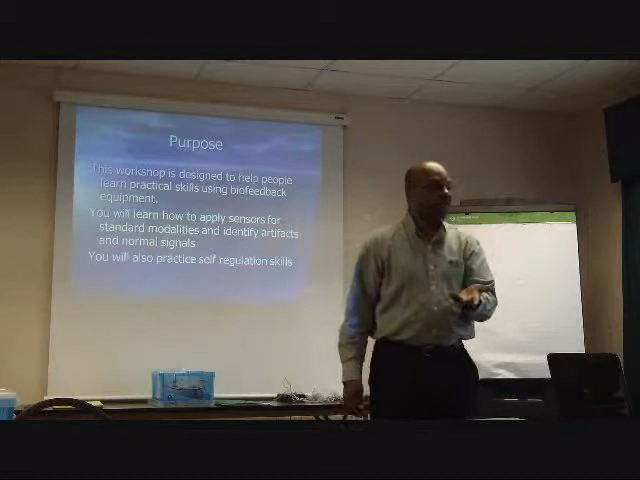 Purpose
This workshop is designed to help people
learn practical skills using biofeedback
equipment.
You will learn how to apply sensors for
standard modalities and identify artifacts
and normal signals
You will also practice self regulation skills